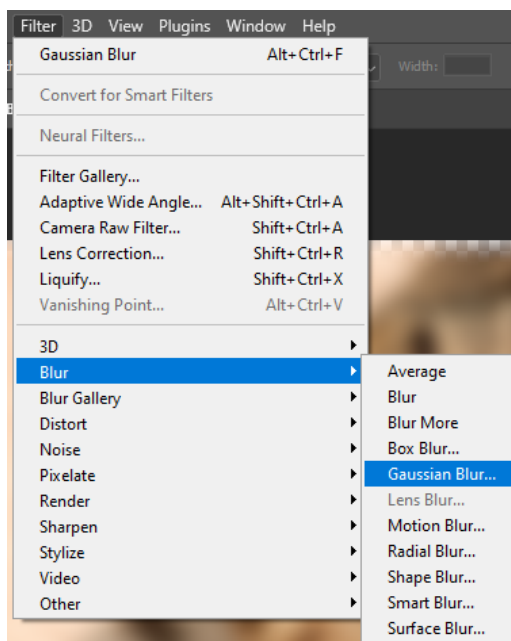 Filter 3D View Plugins Window Help
Gaussian Blur Alt+Ctrl+F
Width:
Convert for Smart Filters
Neural Filters...
Filter Gallery...
Adaptive Wide Angle... Alt+Shift+Ctrl+A
Camera Raw Filter... Shift+Ctrl+A
Lens Correction... Shift+Ctrl+R
Liquify... Shift+Ctrl+X
Vanishing Point... Alt+Ctrl+V
3D
Blur
Blur Gallery
Distort
Noise
Pixelate
Render
Sharpen
Stylize
Video
Other
Average
Blur
Blur More
Box Blur...
Gaussian Blur...
Lens Blur...
Motion Blur...
Radial Blur...
Shape Blur...
Smart Blur...
Surface Blur...